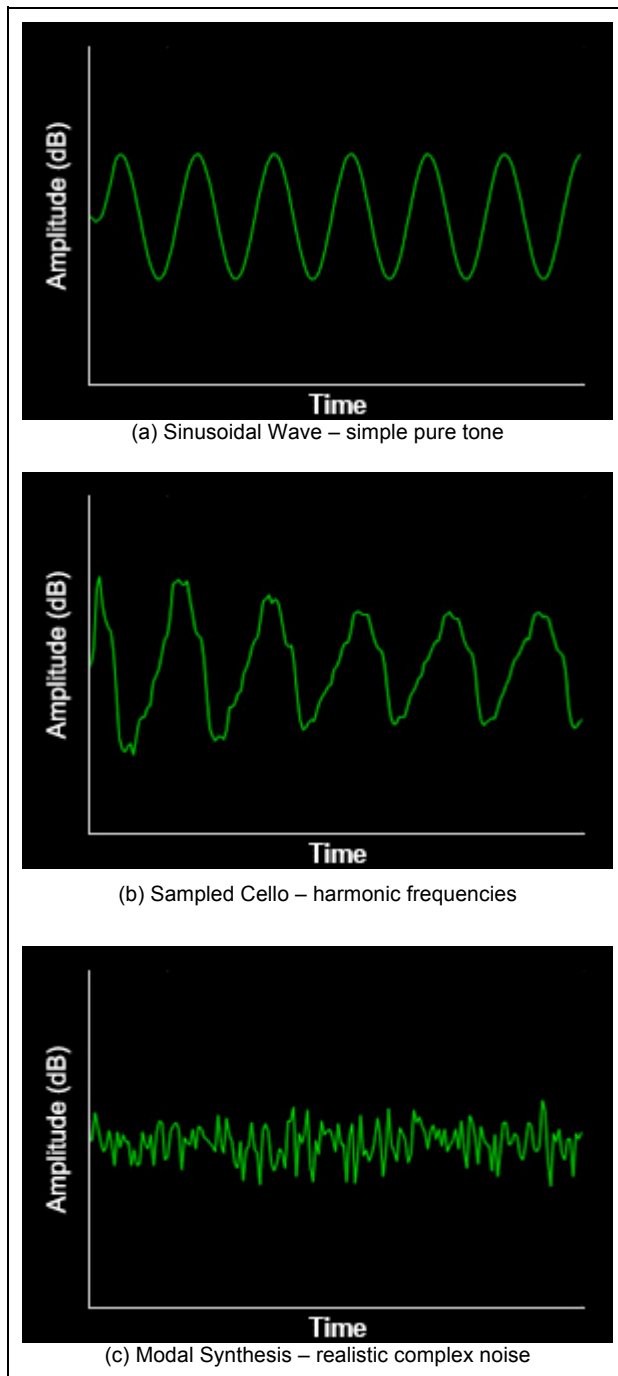 Amplitude (dB)
Time
(a) Sinusoidal Wave – simple pure tone
Amplitude (dB)
Time
(b) Sampled Cello – harmonic frequencies
Amplitude (dB)
Time
(c) Modal Synthesis – realistic complex noise